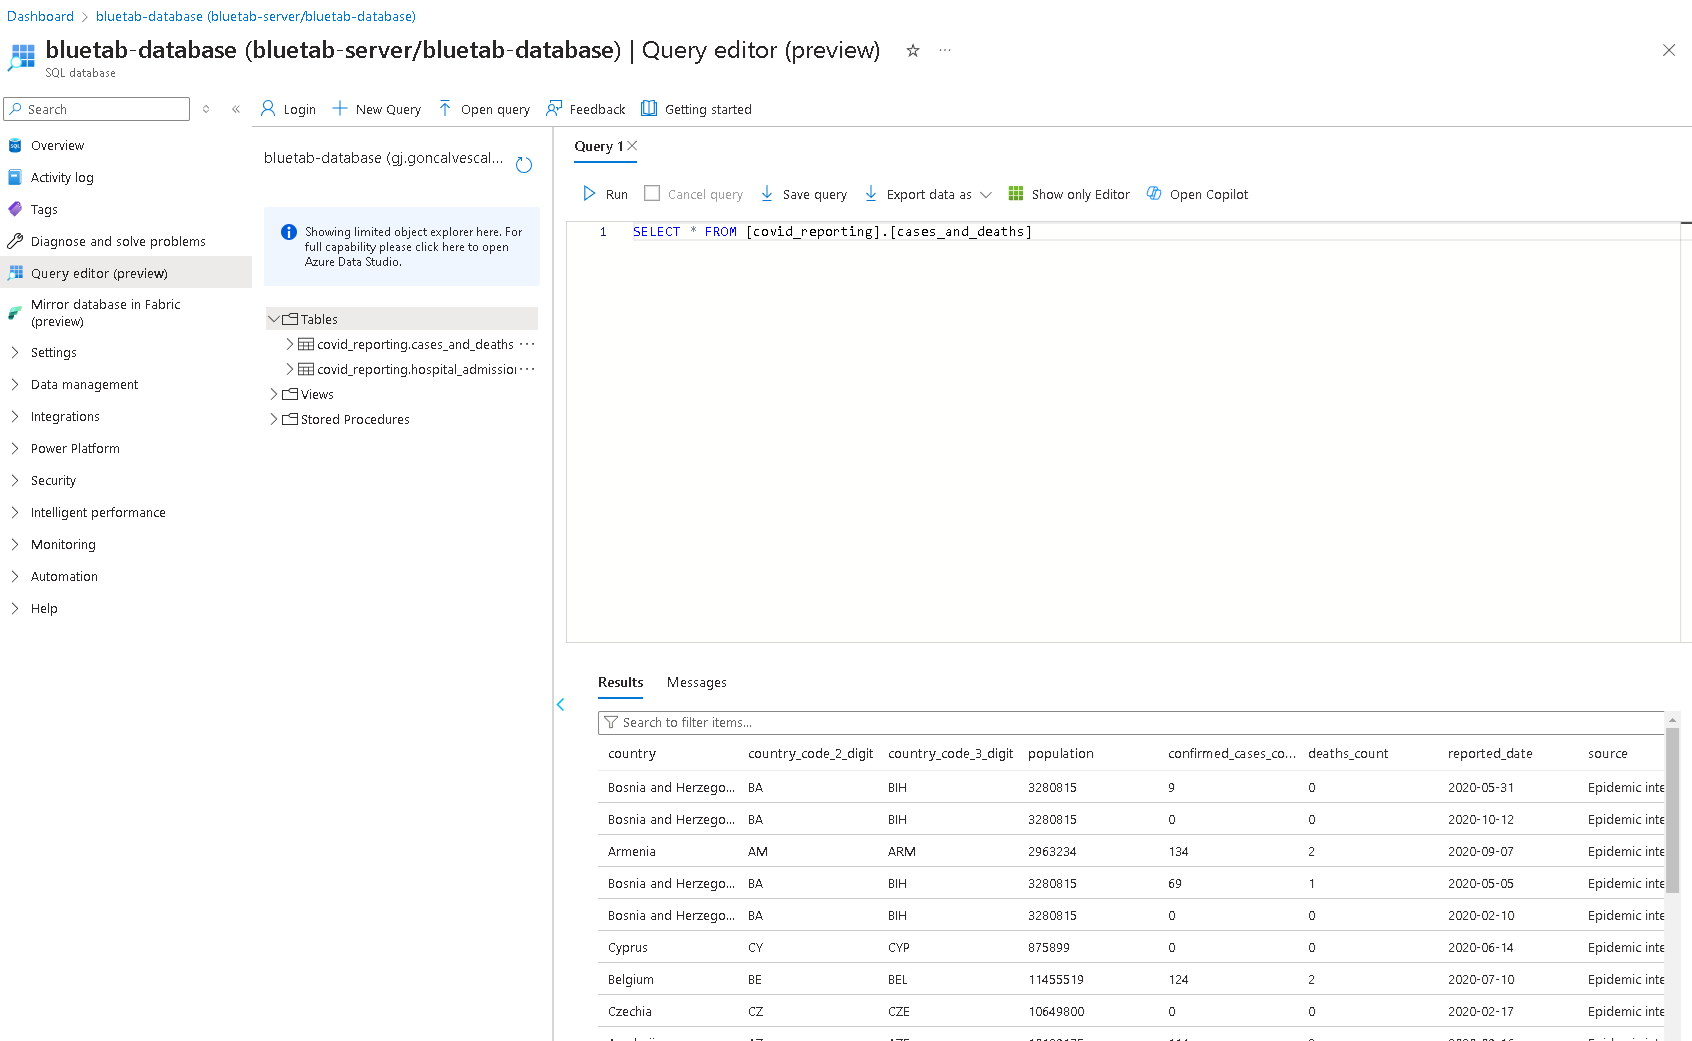 Dashboard > bluetab-database (bluetab-server/bluetab-database)
bluetab-database (bluetab-server/bluetab-database) | Query editor (preview)
SQL database
Search
Overview
Activity log
Tags
Diagnose and solve problems
Query editor (preview)
Mirror database in Fabric
(preview)
Settings
Data management
Integrations
Power Platform
Security
Intelligent performance
Monitoring
Automation
Help
Login New Query Open query Feedback Getting started
bluetab-database (gj.goncalvescal...
Showing limited object explorer here. For
full capability please click here to open
Azure Data Studio.
Tables
covid_reporting.cases_and_deaths ...
covid_reporting.hospital_admission ...
Views
Stored Procedures
Query 1
Run Cancel query Save query Export data as Show only Editor Open Copilot
1 SELECT * FROM [covid_reporting].[cases_and_deaths]
Results Messages
Search to filter items...
country country_code_2_digit country_code_3_digit population confirmed_cases_co... deaths_count reported_date source
Bosnia and Herzego... BA BIH 3280815 9 0 2020-05-31 Epidemic inte
Bosnia and Herzego... BA BIH 3280815 0 0 2020-10-12 Epidemic inte
Armenia AM ARM 2963234 134 2 2020-09-07 Epidemic inte
Bosnia and Herzego... BA BIH 3280815 69 1 2020-05-05 Epidemic inte
Bosnia and Herzego... BA BIH 3280815 0 0 2020-02-10 Epidemic inte
Cyprus CY CYP 875899 0 0 2020-06-14 Epidemic inte
Belgium BE BEL 11455519 124 2 2020-07-10 Epidemic inte
Czechia CZ CZE 10649800 0 0 2020-02-17 Epidemic inte